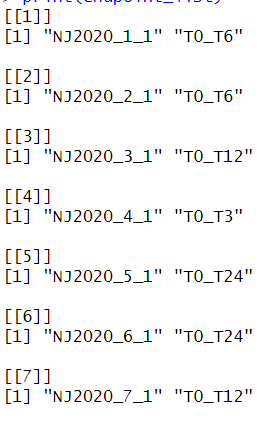 [[1]]
[1] "NJ2020_1_1" "T0_T6"
[[2]]
[1] "NJ2020_2_1" "T0_T6"
[[3]]
[1] "NJ2020_3_1" "T0_T12"
[[4]]
[1] "NJ2020_4_1" "T0_T3"
[[5]]
[1] "NJ2020_5_1" "T0_T24"
[[6]]
[1] "NJ2020_6_1" "T0_T24"
[[7]]
[1] "NJ2020_7_1" "T0_T12"